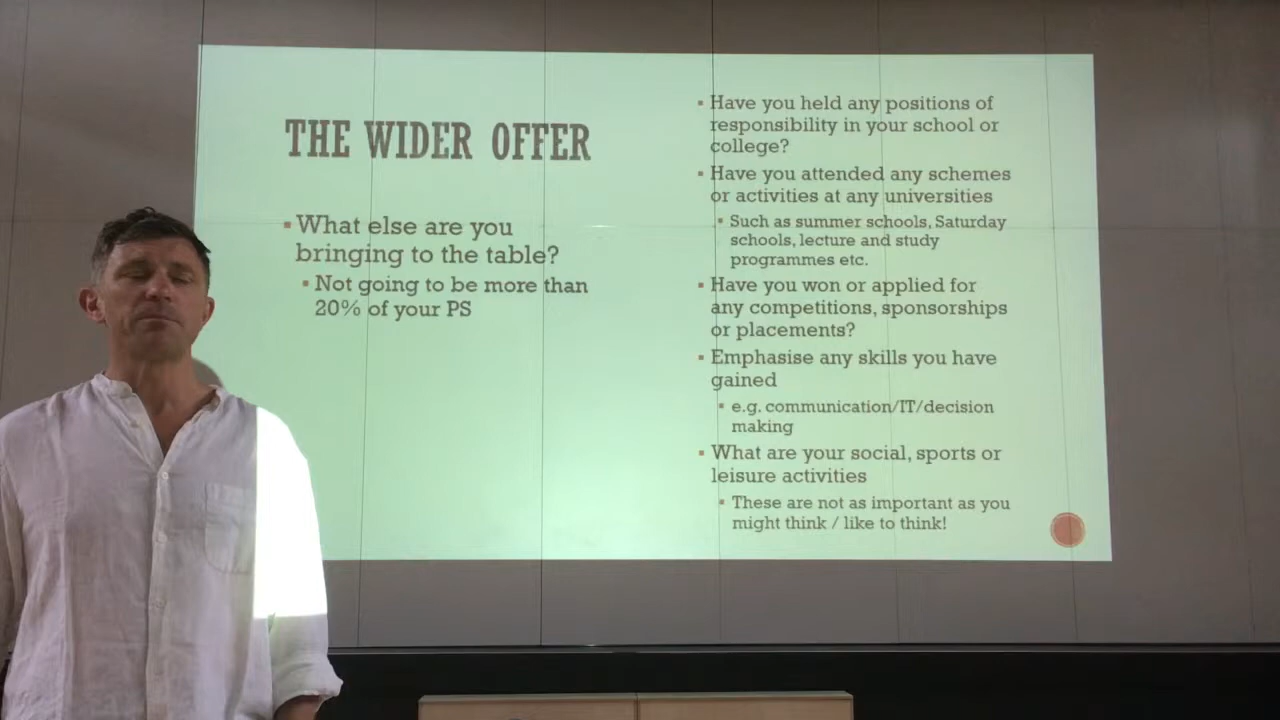 THE WIDER OFFER
▪ What else are you
bringing to the table?
▪ Not going to be more than
20% of your PS
▪ Have you held any positions of
responsibility in your school or
college?
▪ Have you attended any schemes
or activities at any universities
▪ Such as summer schools, Saturday
schools, lecture and study
programmes etc.
▪ Have you won or applied for
any competitions, sponsorships
or placements?
▪ Emphasise any skills you have
gained
▪ e.g. communication/IT/decision
making
▪ What are your social, sports or
leisure activities
▪ These are not as important as you
might think / like to think!